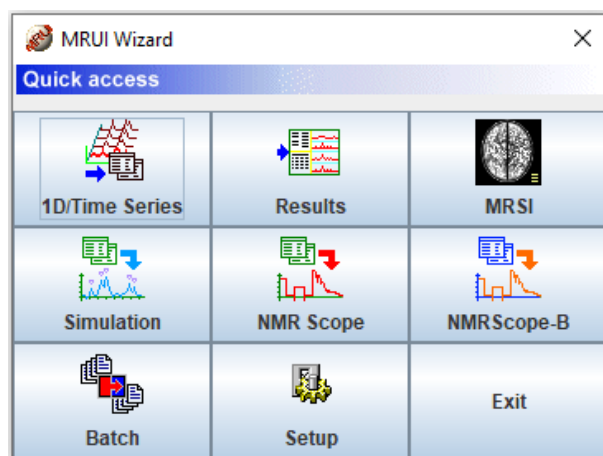 MRUI Wizard
Quick access
1D/Time Series
Results
MRSI
Simulation
NMR Scope
NMRScope-B
Batch
Setup
Exit